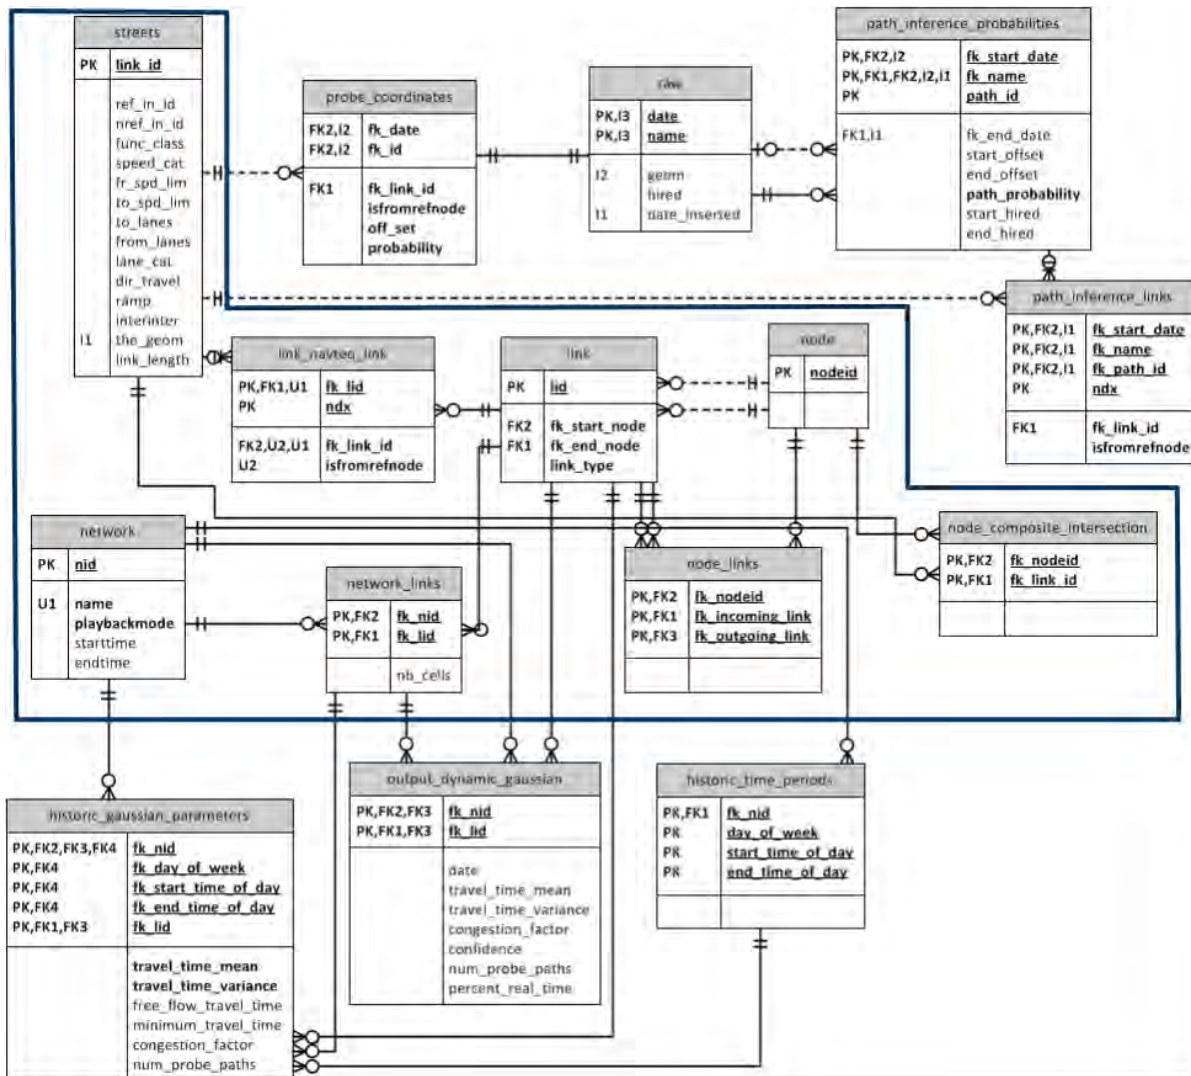 streets
PK link_id
ref_in_id
nref_in_id
func_class
speed_cat
fr_spd_lim
to_spd_lim
to_lanes
from_lanes
lane_cat
dir_travel
ramp
interinter
I1 the_geom
link_length
probe_coordinates
FK2,I2 fk_date
FK2,I2 fk_id
FK1 fk_link_id
isfromrefnode
off_set
probability
raw
PK,I3 date
PK,I3 name
I2 geom
hired
I1 date_inserted
path_inference_probabilities
PK,FK2,I2 fk_start_date
PK,FK1,FK2,I2,I1 fk_name
PK path_id
FK1,I1 fk_end_date
start_offset
end_offset
path_probability
start_hired
end_hired
path_inference_links
PK,FK2,I1 fk_start_date
PK,FK2,I1 fk_name
PK,FK2,I1 fk_path_id
PK ndx
FK1 fk_link_id
isfromrefnode
link_navteq_link
PK,FK1,U1 fk_lid
PK ndx
FK2,U2,U1 fk_link_id
U2 isfromrefnode
link
PK lid
FK2 fk_start_node
FK1 fk_end_node
link_type
node
PK nodeid
network
PK nid
U1 name
playbackmode
starttime
endtime
network_links
PK,FK2 fk_nid
PK,FK1 fk_lid
nb_cells
node_links
PK,FK2 fk_nodeid
PK,FK1 fk_incoming_link
PK,FK3 fk_outgoing_link
node_composite_intersection
PK,FK2 fk_nodeid
PK,FK1 fk_link_id
historic_gaussian_parameters
PK,FK2,FK3,FK4 fk_nid
PK,FK4 fk_day_of_week
PK,FK4 fk_start_time_of_day
PK,FK4 fk_end_time_of_day
PK,FK1,FK3 fk_lid
travel_time_mean
travel_time_variance
free_flow_travel_time
minimum_travel_time
congestion_factor
num_probe_paths
output_dynamic_gaussian
PK,FK2,FK3 fk_nid
PK,FK1,FK3 fk_lid
date
travel_time_mean
travel_time_variance
congestion_factor
confidence
num_probe_paths
percent_real_time
historic_time_periods
PK,FK1 fk_nid
PK day_of_week
PK start_time_of_day
PK end_time_of_day